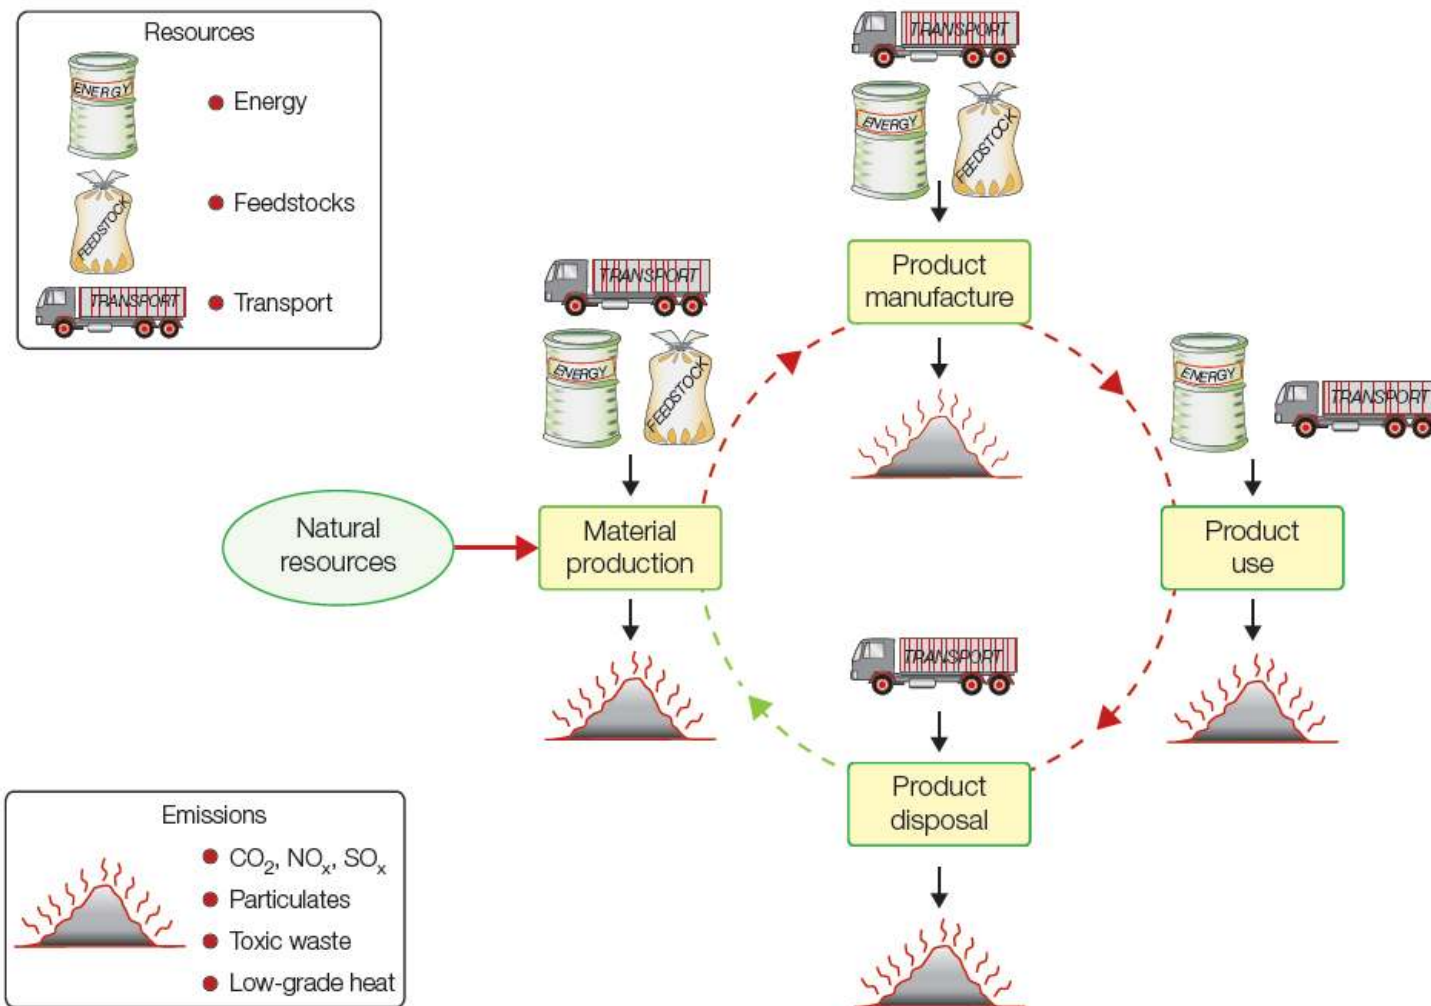 Resources
ENERGY
Energy
FEEDSTOCK
Feedstocks
TRANSPORT
Transport
TRANSPORT
ENERGY
FEEDSTOCK
Product
manufacture
TRANSPORT
ENERGY
FEEDSTOCK
ENERGY
TRANSPORT
Natural
resources
Material
production
Product
use
TRANSPORT
Product
disposal
Emissions
CO₂, NOₓ, SOₓ
Particulates
Toxic waste
Low-grade heat